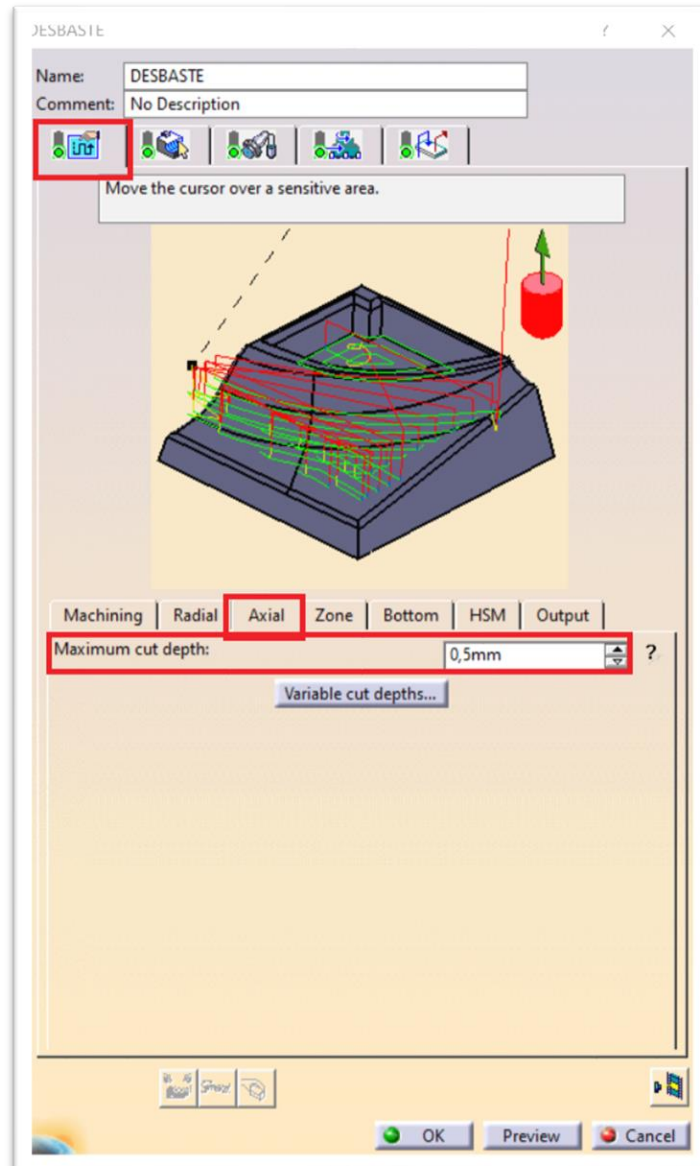 DESBASTE ?
Name: DESBASTE
Comment: No Description
Move the cursor over a sensitive area.
Machining Radial Axial Zone Bottom HSM Output
Maximum cut depth: 0,5mm ?
Variable cut depths...
OK Preview Cancel